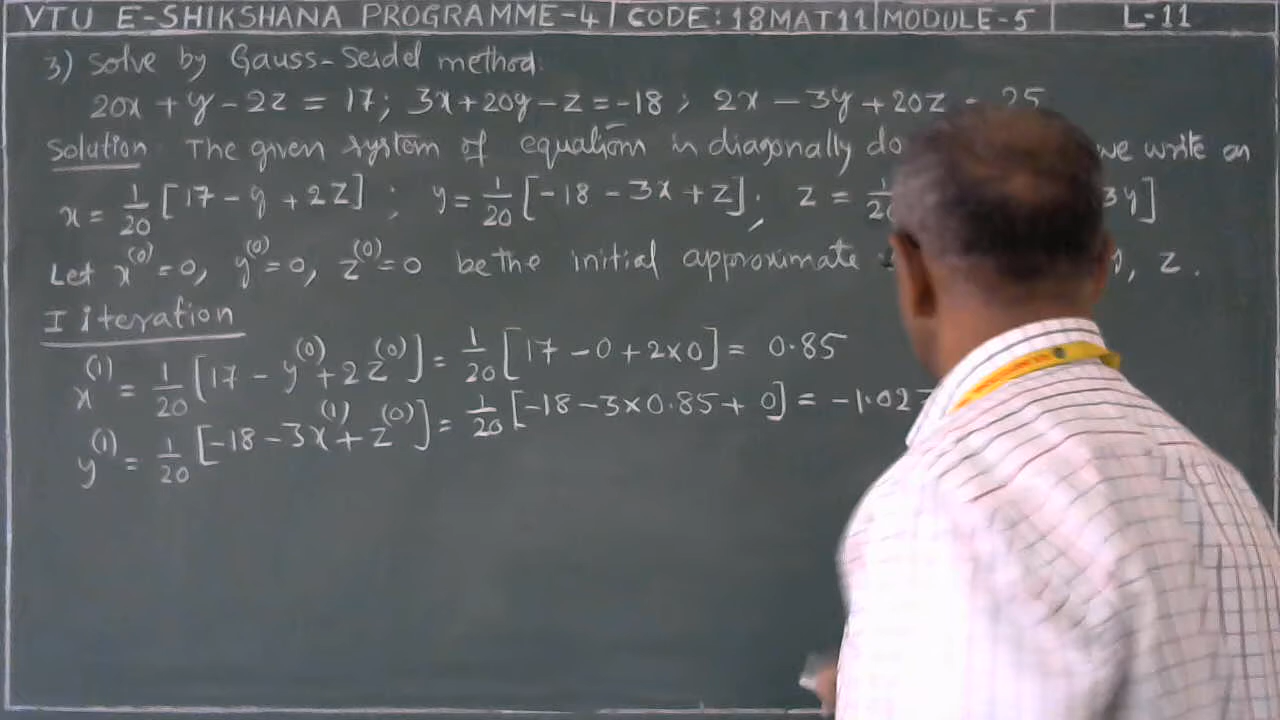 VTU E-SHIKSHANA PROGRAMME-4 | CODE: 18MAT11 | MODULE-5 | L-11
3) Solve by Gauss-Seidel method.
20x + y - 2z = 17; 3x + 20y - z = -18; 2x - 3y + 20z = 25
Solution The given system of equations is diagonally we write as
x = 1/20 [17 - y + 2z]; y = 1/20 [-18 - 3x + z]; z = 3y]
Let x^(0) = 0, y^(0) = 0, z^(0) = 0 be the initial approximate , z.
I iteration
x^(1) = 1/20 [17 - y^(0) + 2z^(0)] = 1/20 [17 - 0 + 2×0] = 0.85
y^(1) = 1/20 [-18 - 3x^(1) + z^(0)] = 1/20 [-18 - 3×0.85 + 0] = -1.027